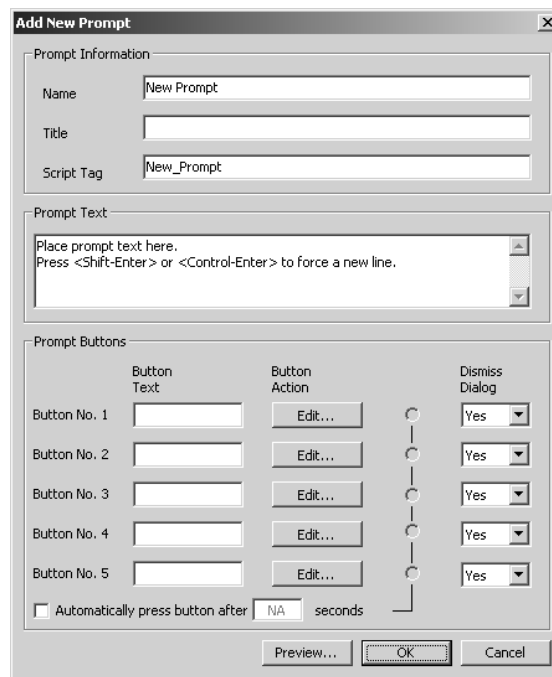 Add New Prompt
Prompt Information
Name New Prompt
Title
Script Tag New_Prompt
Prompt Text
Place prompt text here.
Press <Shift-Enter> or <Control-Enter> to force a new line.
Prompt Buttons
Button Text Button Action Dismiss Dialog
Button No. 1 Edit... Yes
Button No. 2 Edit... Yes
Button No. 3 Edit... Yes
Button No. 4 Edit... Yes
Button No. 5 Edit... Yes
Automatically press button after NA seconds
Preview... OK Cancel